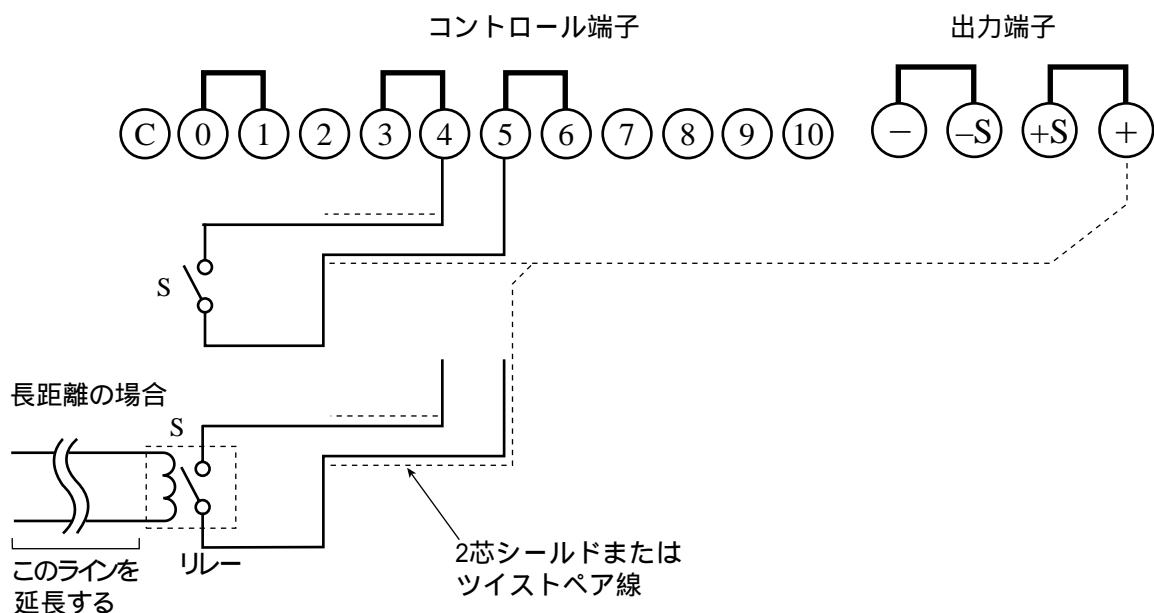 コントロール端子
出力端子
C 0 1 2 3 4 5 6 7 8 9 10
− −S +S +
S
長距離の場合
S
リレー
このラインを
延長する
2芯シールドまたは
ツイストペア線